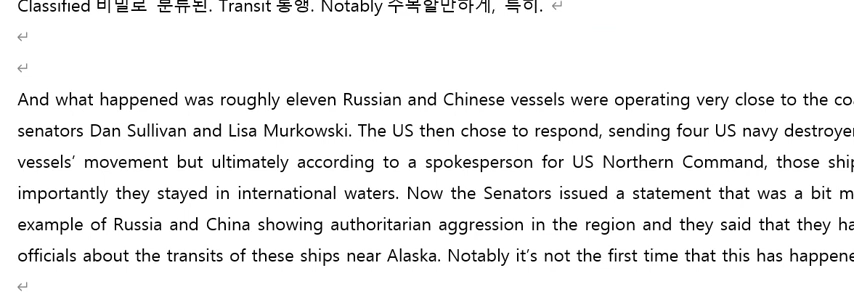 Classified 비밀로 분류된. Transit 통행. Notably 주목할만하게, 특히.
And what happened was roughly eleven Russian and Chinese vessels were operating very close to the
senators Dan Sullivan and Lisa Murkowski. The US then chose to respond, sending four US navy
vessels’ movement but ultimately according to a spokesperson for US Northern Command, those
importantly they stayed in international waters. Now the Senators issued a statement that was a bit
example of Russia and China showing authoritarian aggression in the region and they said that they
officials about the transits of these ships near Alaska. Notably it’s not the first time that this has